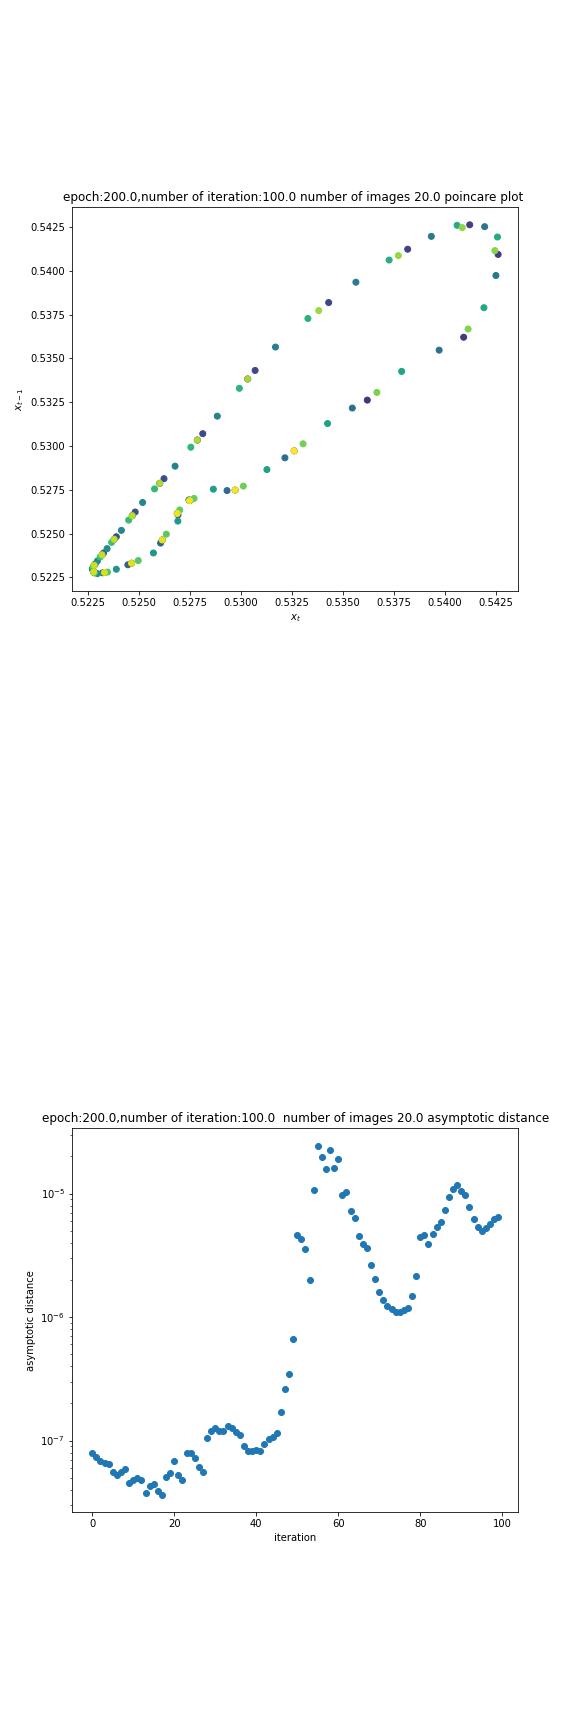 epoch:200.0,number of iteration:100.0 number of images 20.0 poincare plot
0.5425
0.5400
0.5375
0.5350
0.5325
0.5300
0.5275
0.5250
0.5225
x_{t-1}
0.5225 0.5250 0.5275 0.5300 0.5325 0.5350 0.5375 0.5400 0.5425
x_t
epoch:200.0,number of iteration:100.0  number of images 20.0 asymptotic distance
10⁻⁵
10⁻⁶
10⁻⁷
asymptotic distance
0 20 40 60 80 100
iteration